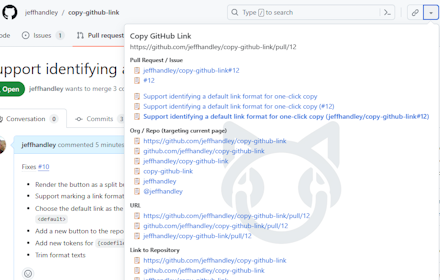 jeffhandley / copy-github-link
Type / to search
Issues 1
Pull reques
upport identifying a
Open
jeffhandley wants to merge 3 co
Conversation 0
Commits 3
jeffhandley commented 5 minutes
Fixes #10
Render the button as a split bu
Support marking a link format
Choose the default link as the
<default>
Add a new button to the repo
Add new tokens for {codefile
Trim format texts
Copy GitHub Link
https://github.com/jeffhandley/copy-github-link/pull/12
Pull Request / Issue
jeffhandley/copy-github-link#12
#12
Support identifying a default link format for one-click copy
Support identifying a default link format for one-click copy (#12)
Support identifying a default link format for one-click copy (jeffhandley/copy-github-link#12)
Org / Repo (targeting current page)
https://github.com/jeffhandley/copy-github-link
github.com/jeffhandley/copy-github-link
jeffhandley/copy-github-link
copy-github-link
jeffhandley
@jeffhandley
URL
https://github.com/jeffhandley/copy-github-link/pull/12
github.com/jeffhandley/copy-github-link/pull/12
jeffhandley/copy-github-link/pull/12
Link to Repository
https://github.com/jeffhandley/copy-github-link
github.com/jeffhandley/copy-github-link